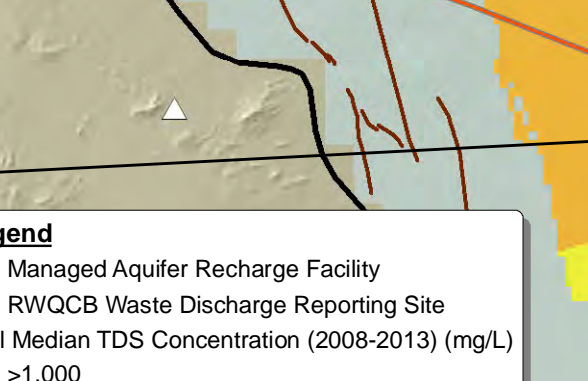 gend
Managed Aquifer Recharge Facility
RWQCB Waste Discharge Reporting Site
l Median TDS Concentration (2008-2013) (mg/L)
>1,000